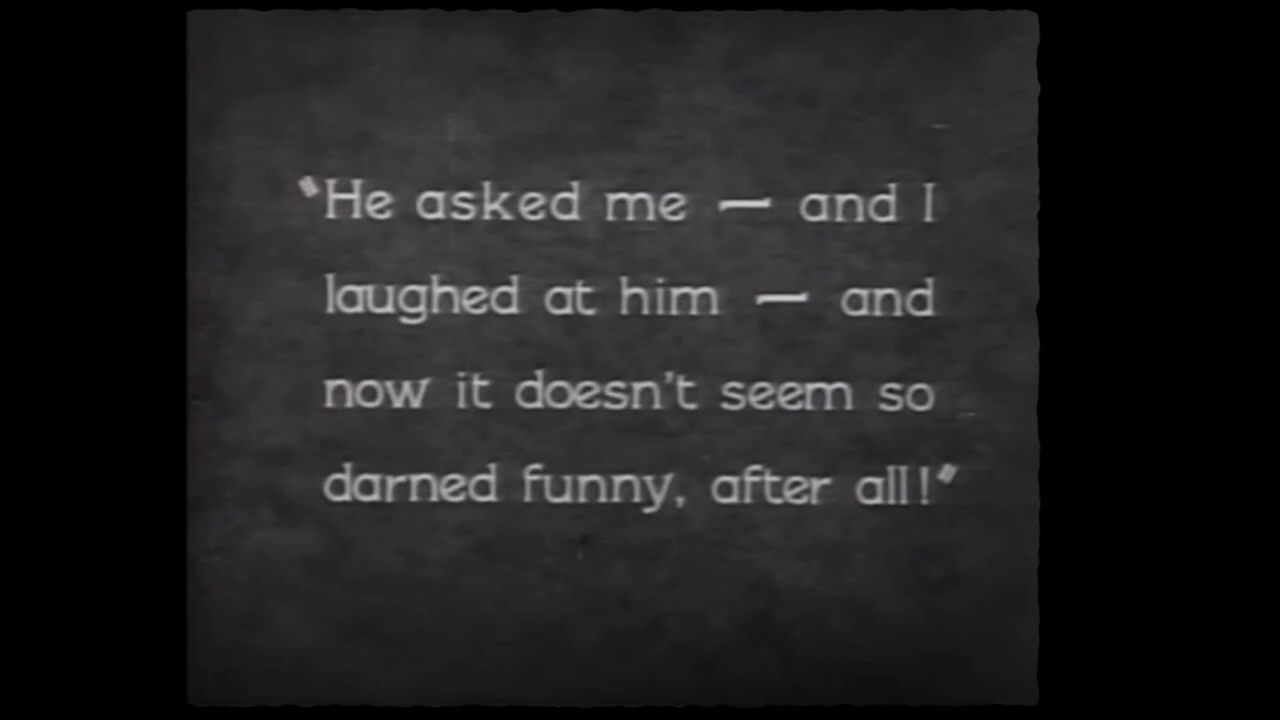 "He asked me — and I
laughed at him — and
now it doesn't seem so
darned funny, after all!"